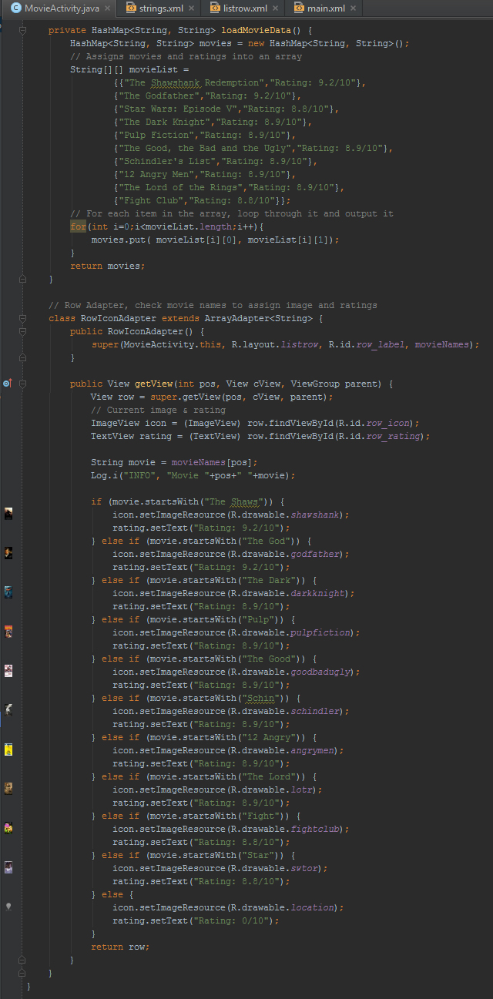 MovieActivity.java × strings.xml × listrow.xml × main.xml ×
private HashMap<String, String> loadMovieData() {
HashMap<String, String> movies = new HashMap<String, String>();
// Assigns movies and ratings into an array
String[][] movieList =
{{"The Shawshank Redemption","Rating: 9.2/10"},
{"The Godfather","Rating: 9.2/10"},
{"Star Wars: Episode V","Rating: 8.8/10"},
{"The Dark Knight","Rating: 8.9/10"},
{"Pulp Fiction","Rating: 8.9/10"},
{"The Good, the Bad and the Ugly","Rating: 8.9/10"},
{"Schindler's List","Rating: 8.9/10"},
{"12 Angry Men","Rating: 8.9/10"},
{"The Lord of the Rings","Rating: 8.9/10"},
{"Fight Club","Rating: 8.8/10"}};
// For each item in the array, loop through it and output it
for(int i=0;i<movieList.length;i++){
movies.put( movieList[i][0], movieList[i][1]);
}
return movies;
}
// Row Adapter, check movie names to assign image and ratings
class RowIconAdapter extends ArrayAdapter<String> {
public RowIconAdapter() {
super(MovieActivity.this, R.layout.listrow, R.id.row_label, movieNames);
}
public View getView(int pos, View cView, ViewGroup parent) {
View row = super.getView(pos, cView, parent);
// Current image & rating
ImageView icon = (ImageView) row.findViewById(R.id.row_icon);
TextView rating = (TextView) row.findViewById(R.id.row_rating);
String movie = movieNames[pos];
Log.i("INFO", "Movie "+pos+" "+movie);
if (movie.startsWith("The Shaws")) {
icon.setImageResource(R.drawable.shawshank);
rating.setText("Rating: 9.2/10");
} else if (movie.startsWith("The God")) {
icon.setImageResource(R.drawable.godfather);
rating.setText("Rating: 9.2/10");
} else if (movie.startsWith("The Dark")) {
icon.setImageResource(R.drawable.darkknight);
rating.setText("Rating: 8.9/10");
} else if (movie.startsWith("Pulp")) {
icon.setImageResource(R.drawable.pulpfiction);
rating.setText("Rating: 8.9/10");
} else if (movie.startsWith("The Good")) {
icon.setImageResource(R.drawable.goodbadugly);
rating.setText("Rating: 8.9/10");
} else if (movie.startsWith("Schin")) {
icon.setImageResource(R.drawable.schindler);
rating.setText("Rating: 8.9/10");
} else if (movie.startsWith("12 Angry")) {
icon.setImageResource(R.drawable.angrymen);
rating.setText("Rating: 8.9/10");
} else if (movie.startsWith("The Lord")) {
icon.setImageResource(R.drawable.lotr);
rating.setText("Rating: 8.9/10");
} else if (movie.startsWith("Fight")) {
icon.setImageResource(R.drawable.fightclub);
rating.setText("Rating: 8.8/10");
} else if (movie.startsWith("Star")) {
icon.setImageResource(R.drawable.swtor);
rating.setText("Rating: 8.8/10");
} else {
icon.setImageResource(R.drawable.location);
rating.setText("Rating: 0/10");
}
return row;
}
}
}